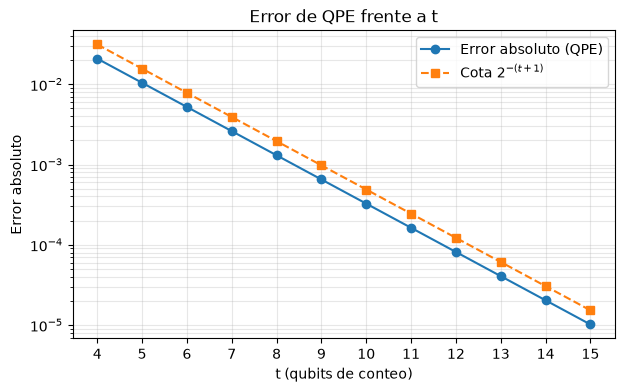 Error de QPE frente a t
Error absoluto (QPE)
Cota 2^{-(t+1)}
Error absoluto
10^{-2}
10^{-3}
10^{-4}
10^{-5}
4 5 6 7 8 9 10 11 12 13 14 15
t (qubits de conteo)